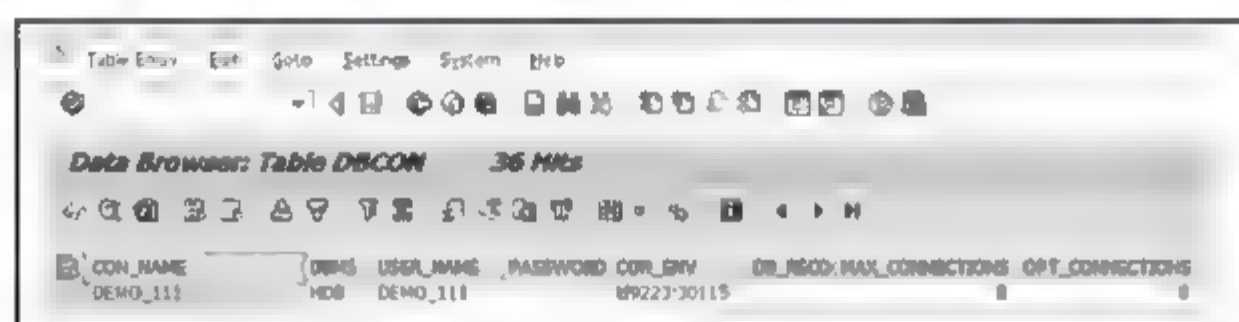 Table Entry Edit Goto Settings System Help
Data Browser: Table DBCON 36 Hits
CON_NAME DBMS USER_NAME PASSWORD CON_ENV DB_RECO MAX_CONNECTIONS OPT_CONNECTIONS
DEMO_111 HDB DEMO_111 0 0